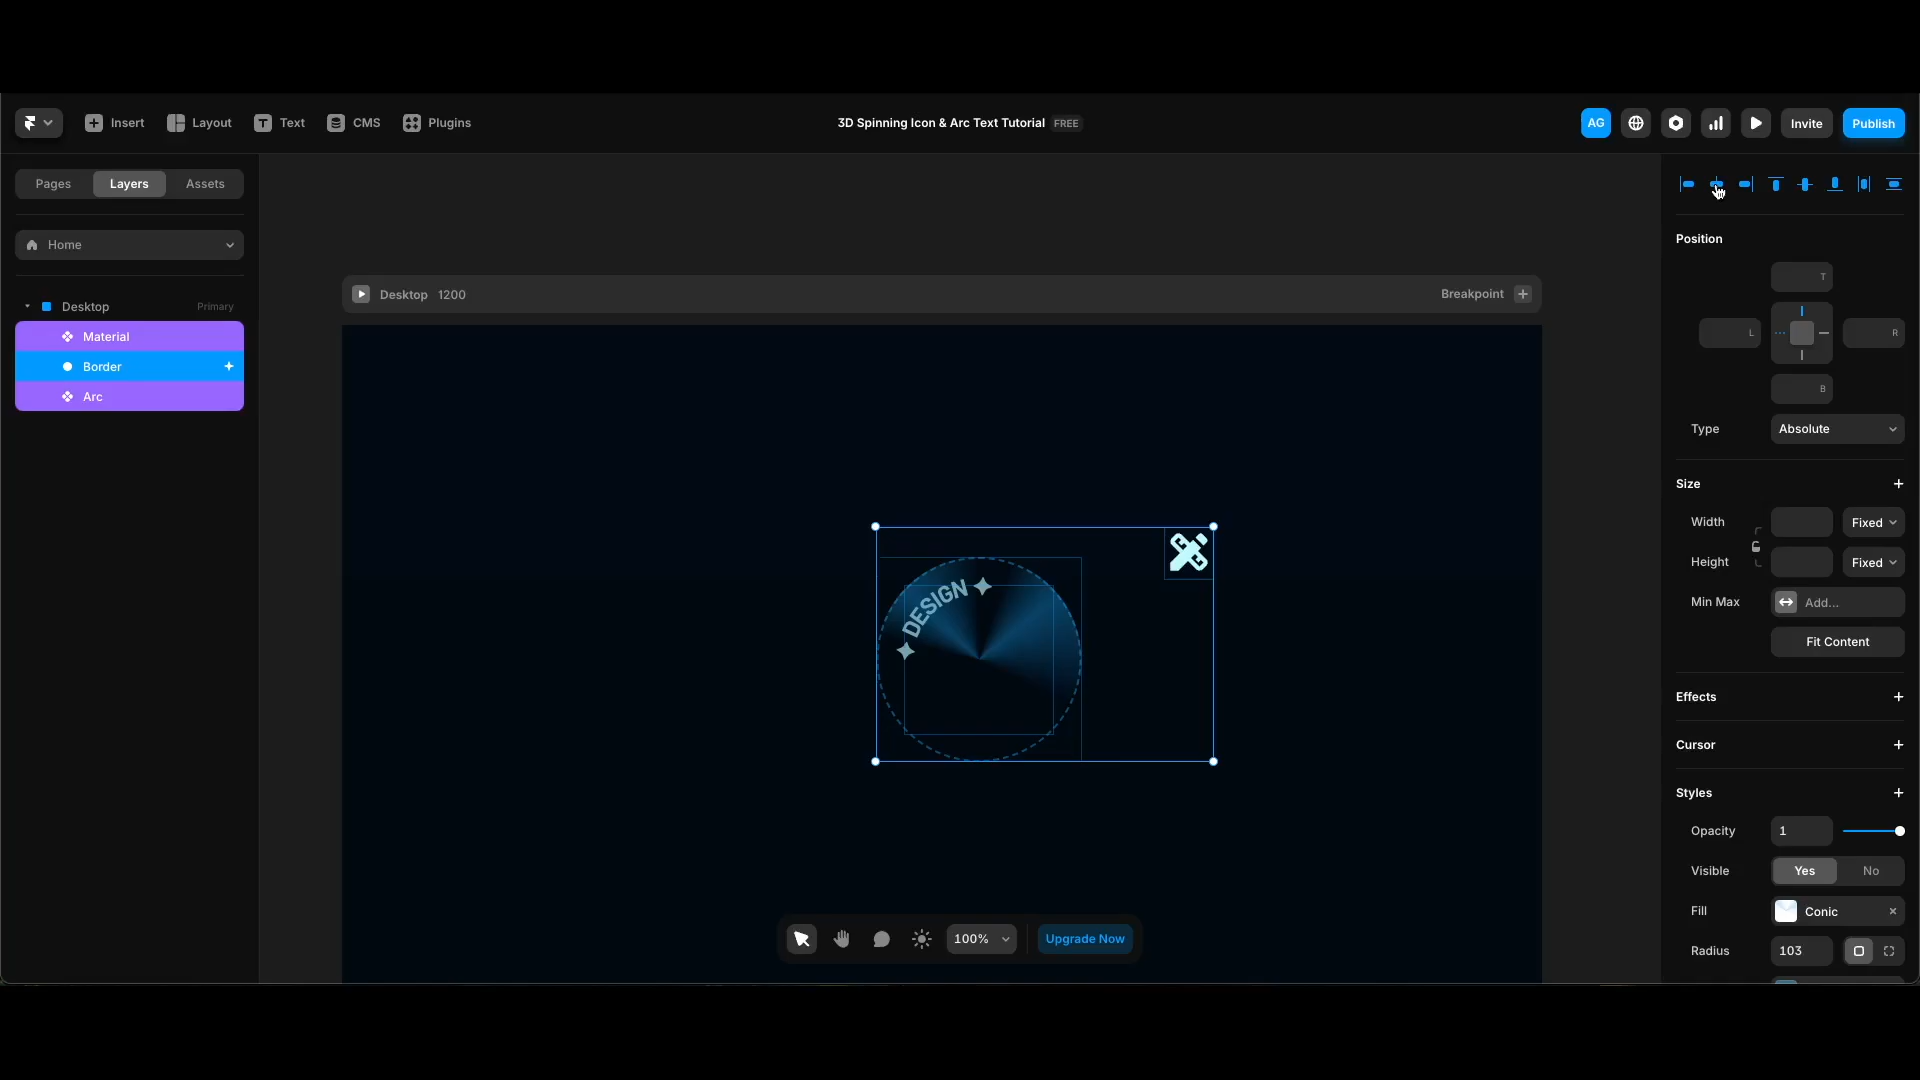 Insert
Layout
Text
CMS
Plugins
3D Spinning Icon & Arc Text Tutorial FREE
AG
Invite
Publish
Pages
Layers
Assets
Home
Desktop Primary
Material
Border
Arc
Desktop 1200
Breakpoint
DESIGN
100%
Upgrade Now
Position
T
L
R
B
Type Absolute
Size
Width Fixed
Height Fixed
Min Max Add...
Fit Content
Effects
Cursor
Styles
Opacity 1
Visible Yes No
Fill Conic
Radius 103